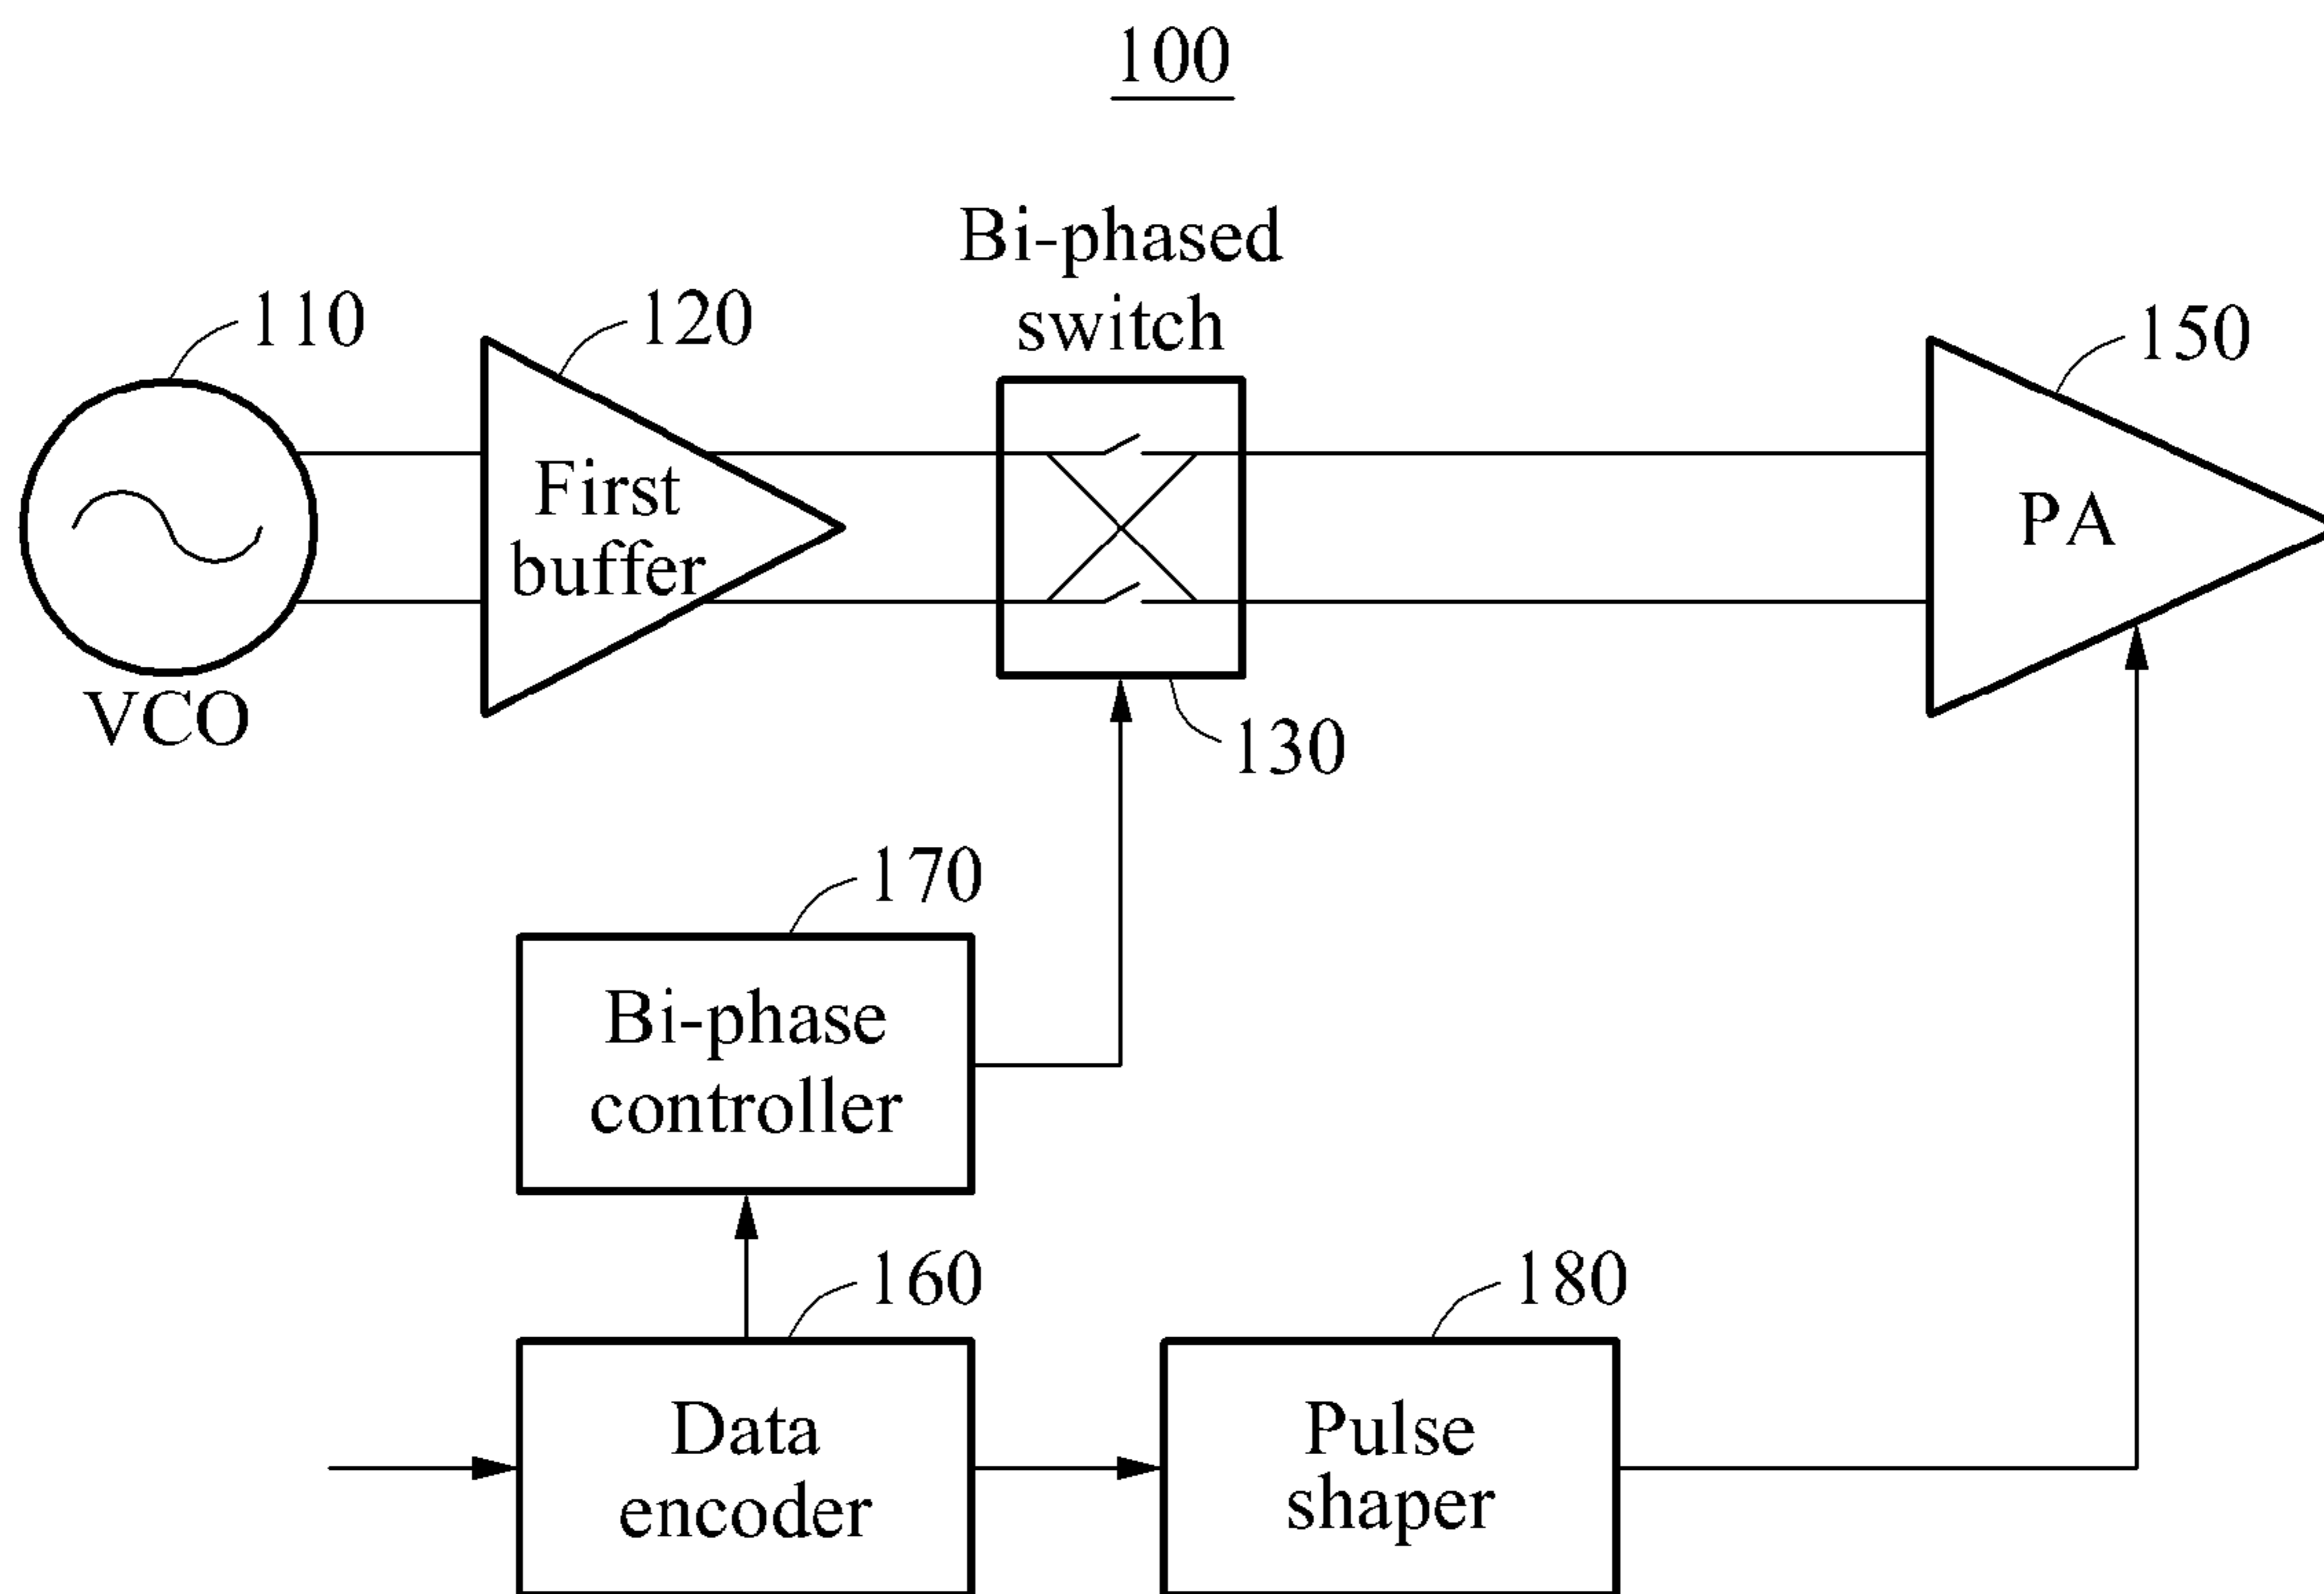 100
Bi-phased
switch
110
120
150
First
buffer
PA
VCO
130
170
Bi-phase
controller
160
180
Data
encoder
Pulse
shaper